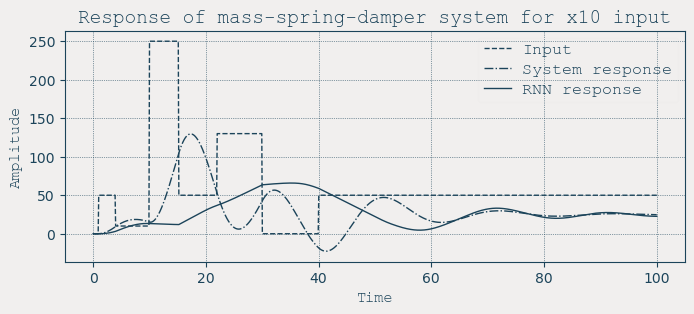 Response of mass-spring-damper system for x10 input
Input
System response
RNN response
Amplitude
250
200
150
100
50
0
0 20 40 60 80 100
Time